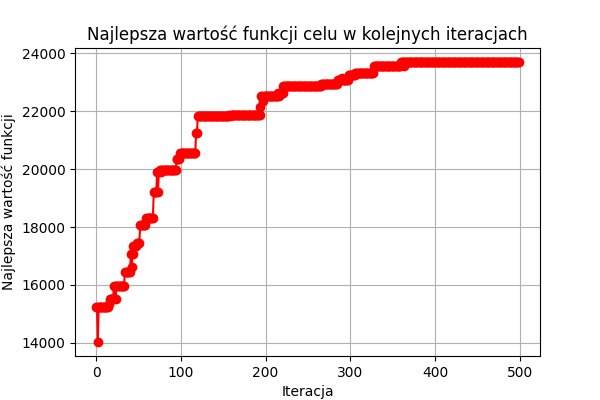 Najlepsza wartość funkcji celu w kolejnych iteracjach
Najlepsza wartość funkcji
24000
22000
20000
18000
16000
14000
0 100 200 300 400 500
Iteracja